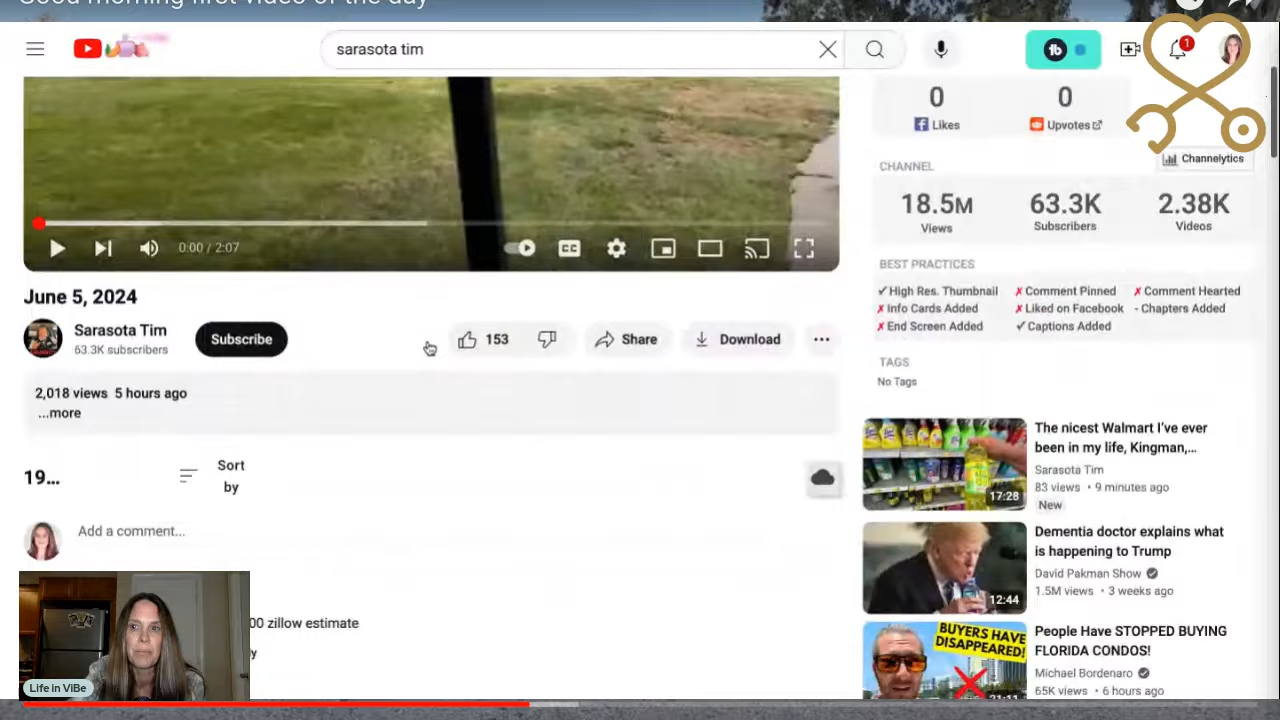 Good morning first video of the day
sarasota tim
1
0
0
Likes
Upvotes
CHANNEL
Channelytics
18.5M
63.3K
2.38K
Views
Subscribers
Videos
0:00 / 2:07
CC
BEST PRACTICES
✓High Res. Thumbnail
✗Comment Pinned
✗Comment Hearted
✗Info Cards Added
✗Liked on Facebook
- Chapters Added
✗End Screen Added
✓Captions Added
TAGS
No Tags
June 5, 2024
Sarasota Tim
63.3K subscribers
Subscribe
153
Share
Download
...
2,018 views 5 hours ago
...more
19...
Sort
by
Add a comment...
00 zillow estimate
Life in ViBe
The nicest Walmart I've ever
been in my life, Kingman,...
Sarasota Tim
83 views • 9 minutes ago
New
17:28
Dementia doctor explains what
is happening to Trump
David Pakman Show
1.5M views • 3 weeks ago
12:44
BUYERS HAVE
DISAPPEARED!
People Have STOPPED BUYING
FLORIDA CONDOS!
Michael Bordenaro
65K views • 6 hours ago